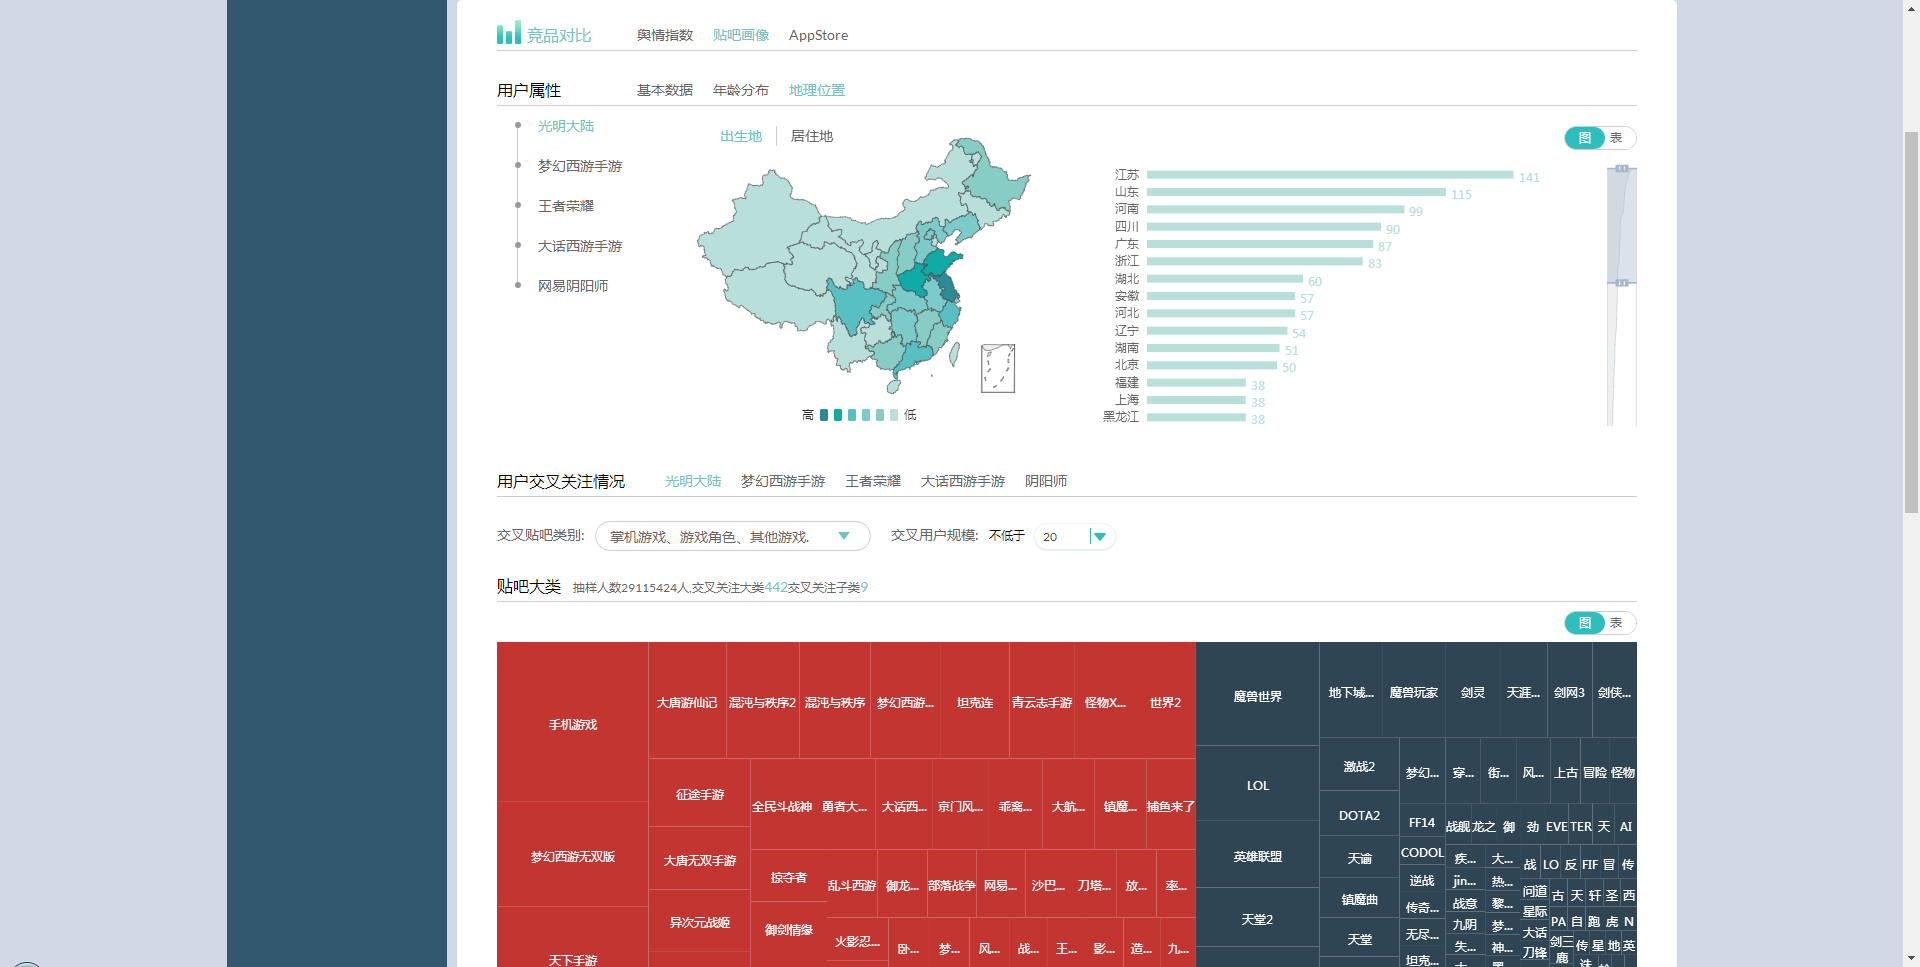 竞品对比 舆情指数 贴吧画像 AppStore
用户属性 基本数据 年龄分布 地理位置
光明大陆
梦幻西游手游
王者荣耀
大话西游手游
网易阴阳师
出生地 居住地
图 表
江苏 141
山东 115
河南 99
四川 90
广东 87
浙江 83
湖北 60
安徽 57
河北 57
辽宁 54
湖南 51
北京 50
福建 38
上海 38
黑龙江 38
高 低
用户交叉关注情况 光明大陆 梦幻西游手游 王者荣耀 大话西游手游 阴阳师
交叉贴吧类别: 掌机游戏、游戏角色、其他游戏. 交叉用户规模: 不低于 20
贴吧大类 抽样人数29115424人,交叉关注大类442交叉关注子类9
图 表
手机游戏
梦幻西游无双版
天下手游
大唐游仙记 混沌与秩序2 混沌与秩序 梦幻西游... 坦克连 青云志手游 怪物X... 世界2
征途手游
大唐无双手游
异次元战姬
全民斗战神 勇者大... 大话西... 京门风... 乖离... 大航... 镇魔... 捕鱼来了
掠夺者
御剑情缘
乱斗西游 御龙... 部落战争 网易... 沙巴... 刀塔... 放... 率...
火影忍... 卧... 梦... 风... 战... 王... 影... 造... 九...
魔兽世界
LOL
英雄联盟
天堂2
地下城... 魔兽玩家 剑灵 天涯... 剑网3 剑侠...
激战2
DOTA2
天谕
镇魔曲
天堂
梦幻... 穿... 街... 风... 上古 冒险 怪物
FF14
CODOL
逆战
传奇...
无尽...
坦克...
战舰 龙之 御 劲 EVE TER 天 AI
疾... 大... 战 LO 反 FIF 冒 传
jin... 热...
战意 黎...
九阴 梦...
失... 神...
问道 古 天 轩 圣 西
星际
PA 自 跑 虎 N
大话
刀锋
剑三 传 星 地 英
鹿